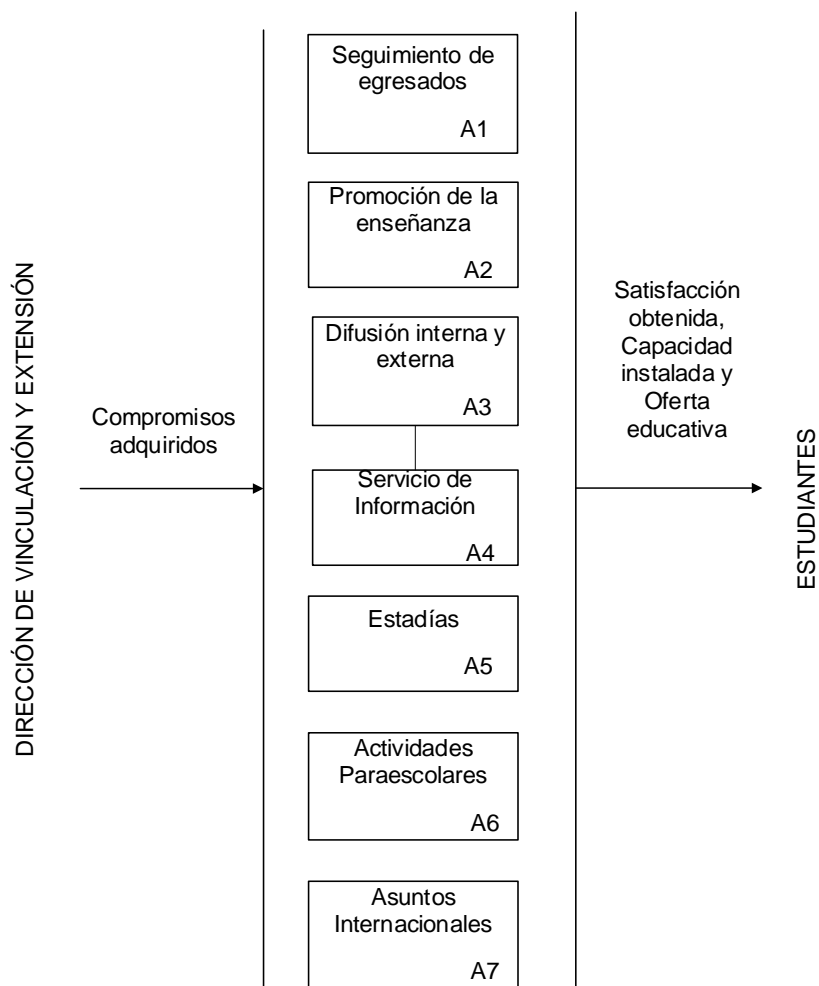 DIRECCIÓN DE VINCULACIÓN Y EXTENSIÓN
Compromisos
adquiridos
Seguimiento de
egresados
A1
Promoción de la
enseñanza
A2
Difusión interna y
externa
A3
Servicio de
Información
A4
Estadías
A5
Actividades
Paraescolares
A6
Asuntos
Internacionales
A7
Satisfacción
obtenida,
Capacidad
instalada y
Oferta
educativa
ESTUDIANTES